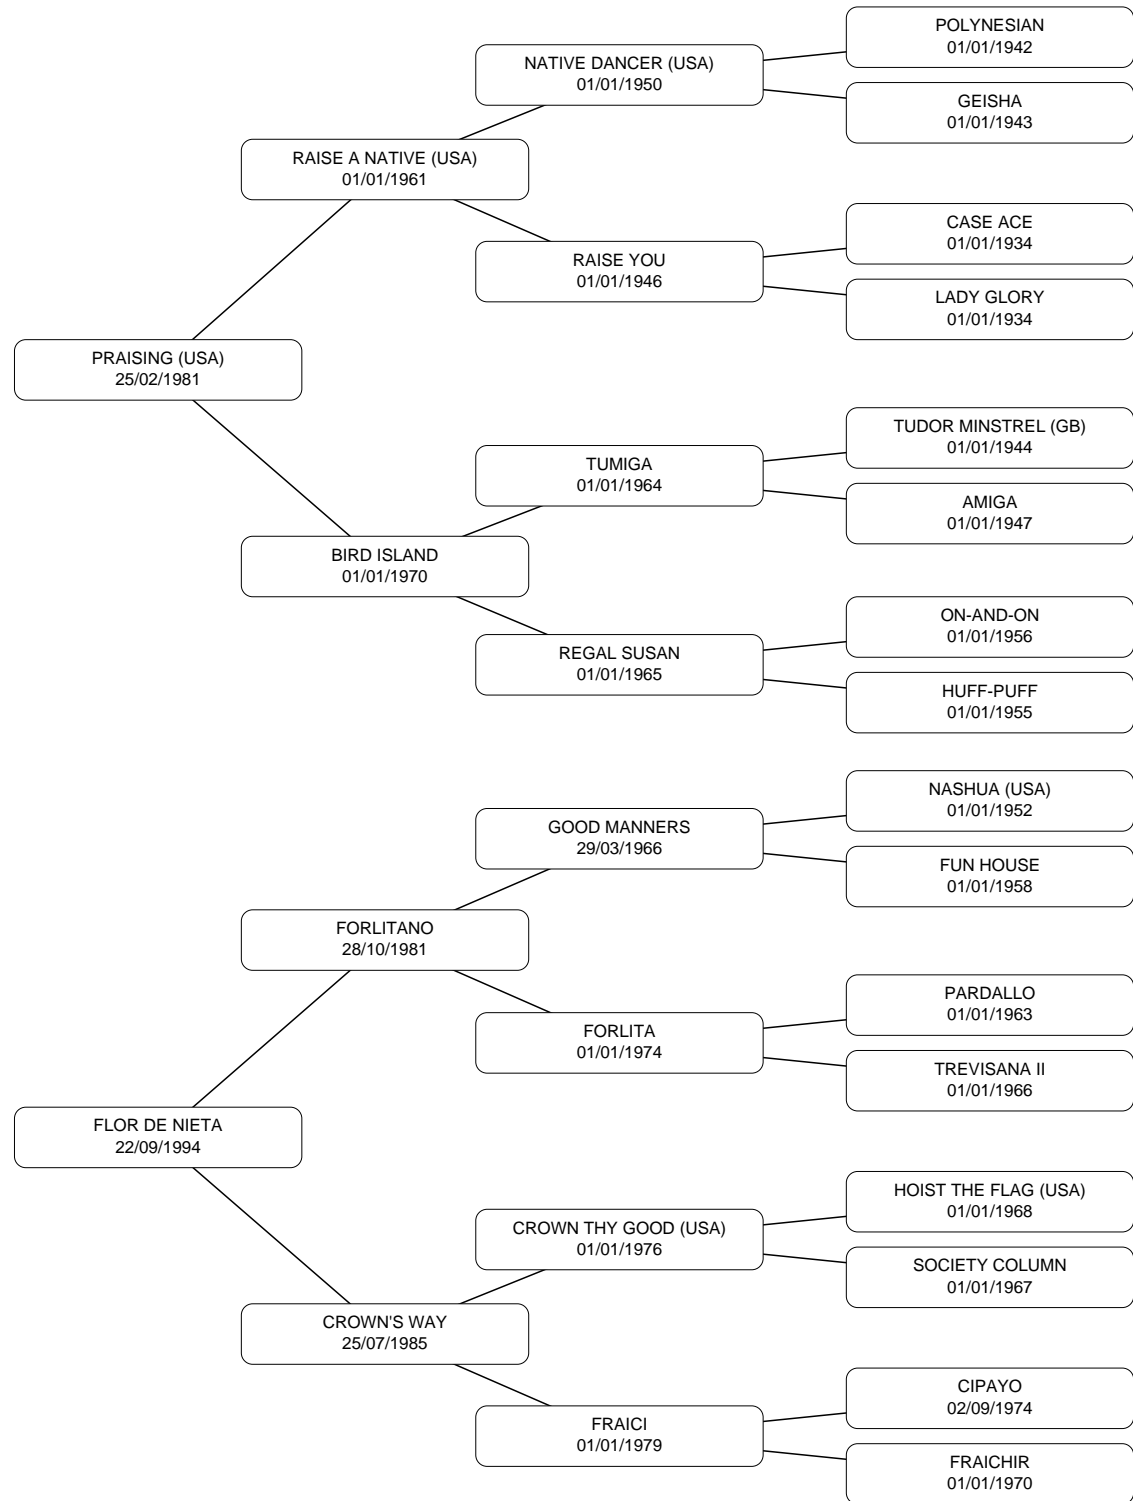 POLYNESIAN
01/01/1942
NATIVE DANCER (USA)
01/01/1950
GEISHA
01/01/1943
RAISE A NATIVE (USA)
01/01/1961
CASE ACE
01/01/1934
RAISE YOU
01/01/1946
LADY GLORY
01/01/1934
PRAISING (USA)
25/02/1981
TUDOR MINSTREL (GB)
01/01/1944
TUMIGA
01/01/1964
AMIGA
01/01/1947
BIRD ISLAND
01/01/1970
ON-AND-ON
01/01/1956
REGAL SUSAN
01/01/1965
HUFF-PUFF
01/01/1955
NASHUA (USA)
01/01/1952
GOOD MANNERS
29/03/1966
FUN HOUSE
01/01/1958
FORLITANO
28/10/1981
PARDALLO
01/01/1963
FORLITA
01/01/1974
TREVISANA II
01/01/1966
FLOR DE NIETA
22/09/1994
HOIST THE FLAG (USA)
01/01/1968
CROWN THY GOOD (USA)
01/01/1976
SOCIETY COLUMN
01/01/1967
CROWN'S WAY
25/07/1985
CIPAYO
02/09/1974
FRAICI
01/01/1979
FRAICHIR
01/01/1970